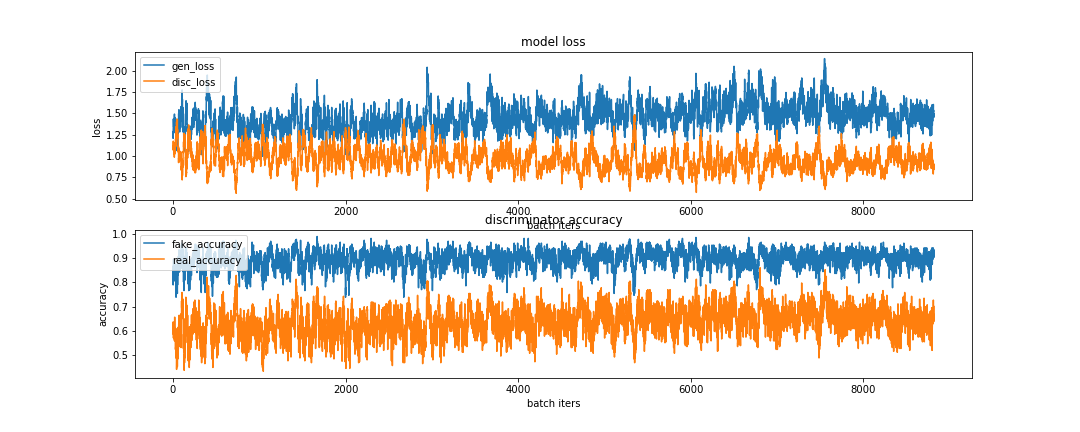 model loss
gen_loss
disc_loss
2.00
1.75
1.50
1.25
1.00
0.75
0.50
loss
0 2000 4000 6000 8000
batch iters
discriminator accuracy
fake_accuracy
real_accuracy
1.0
0.9
0.8
0.7
0.6
0.5
accuracy
0 2000 4000 6000 8000
batch iters